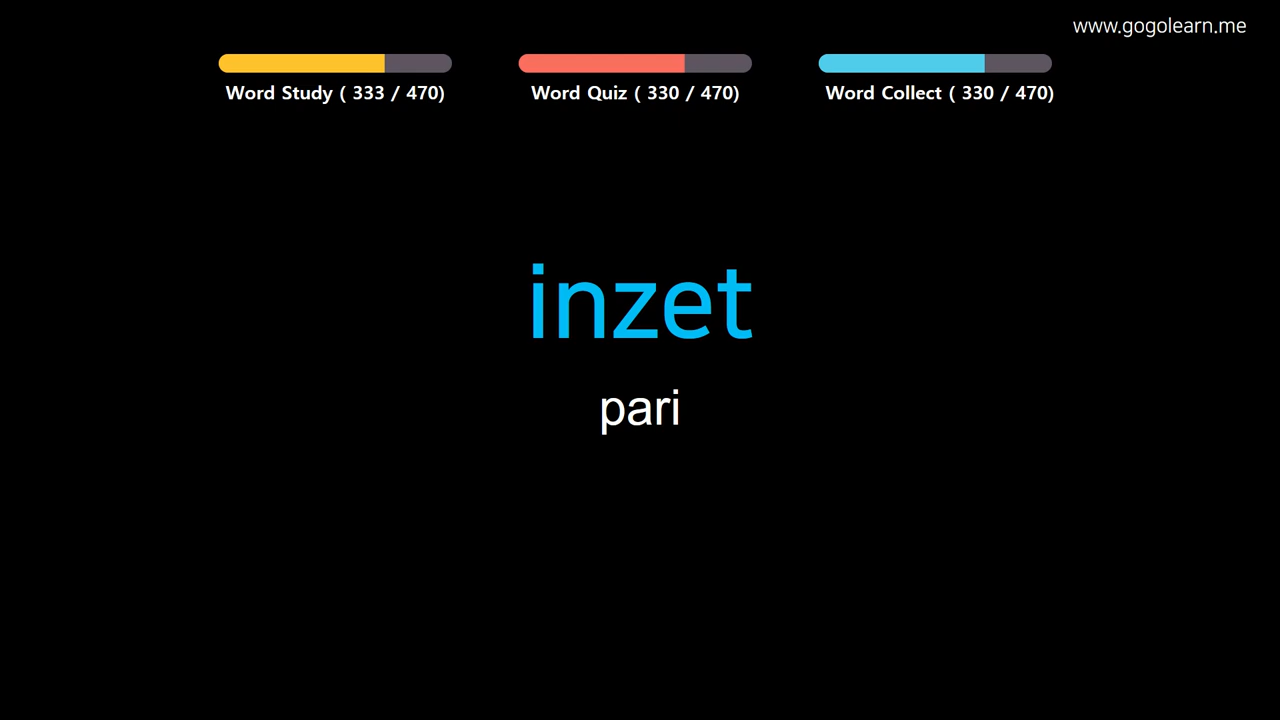 www.gogolearn.me
Word Study ( 333 / 470)
Word Quiz ( 330 / 470)
Word Collect ( 330 / 470)
inzet
pari